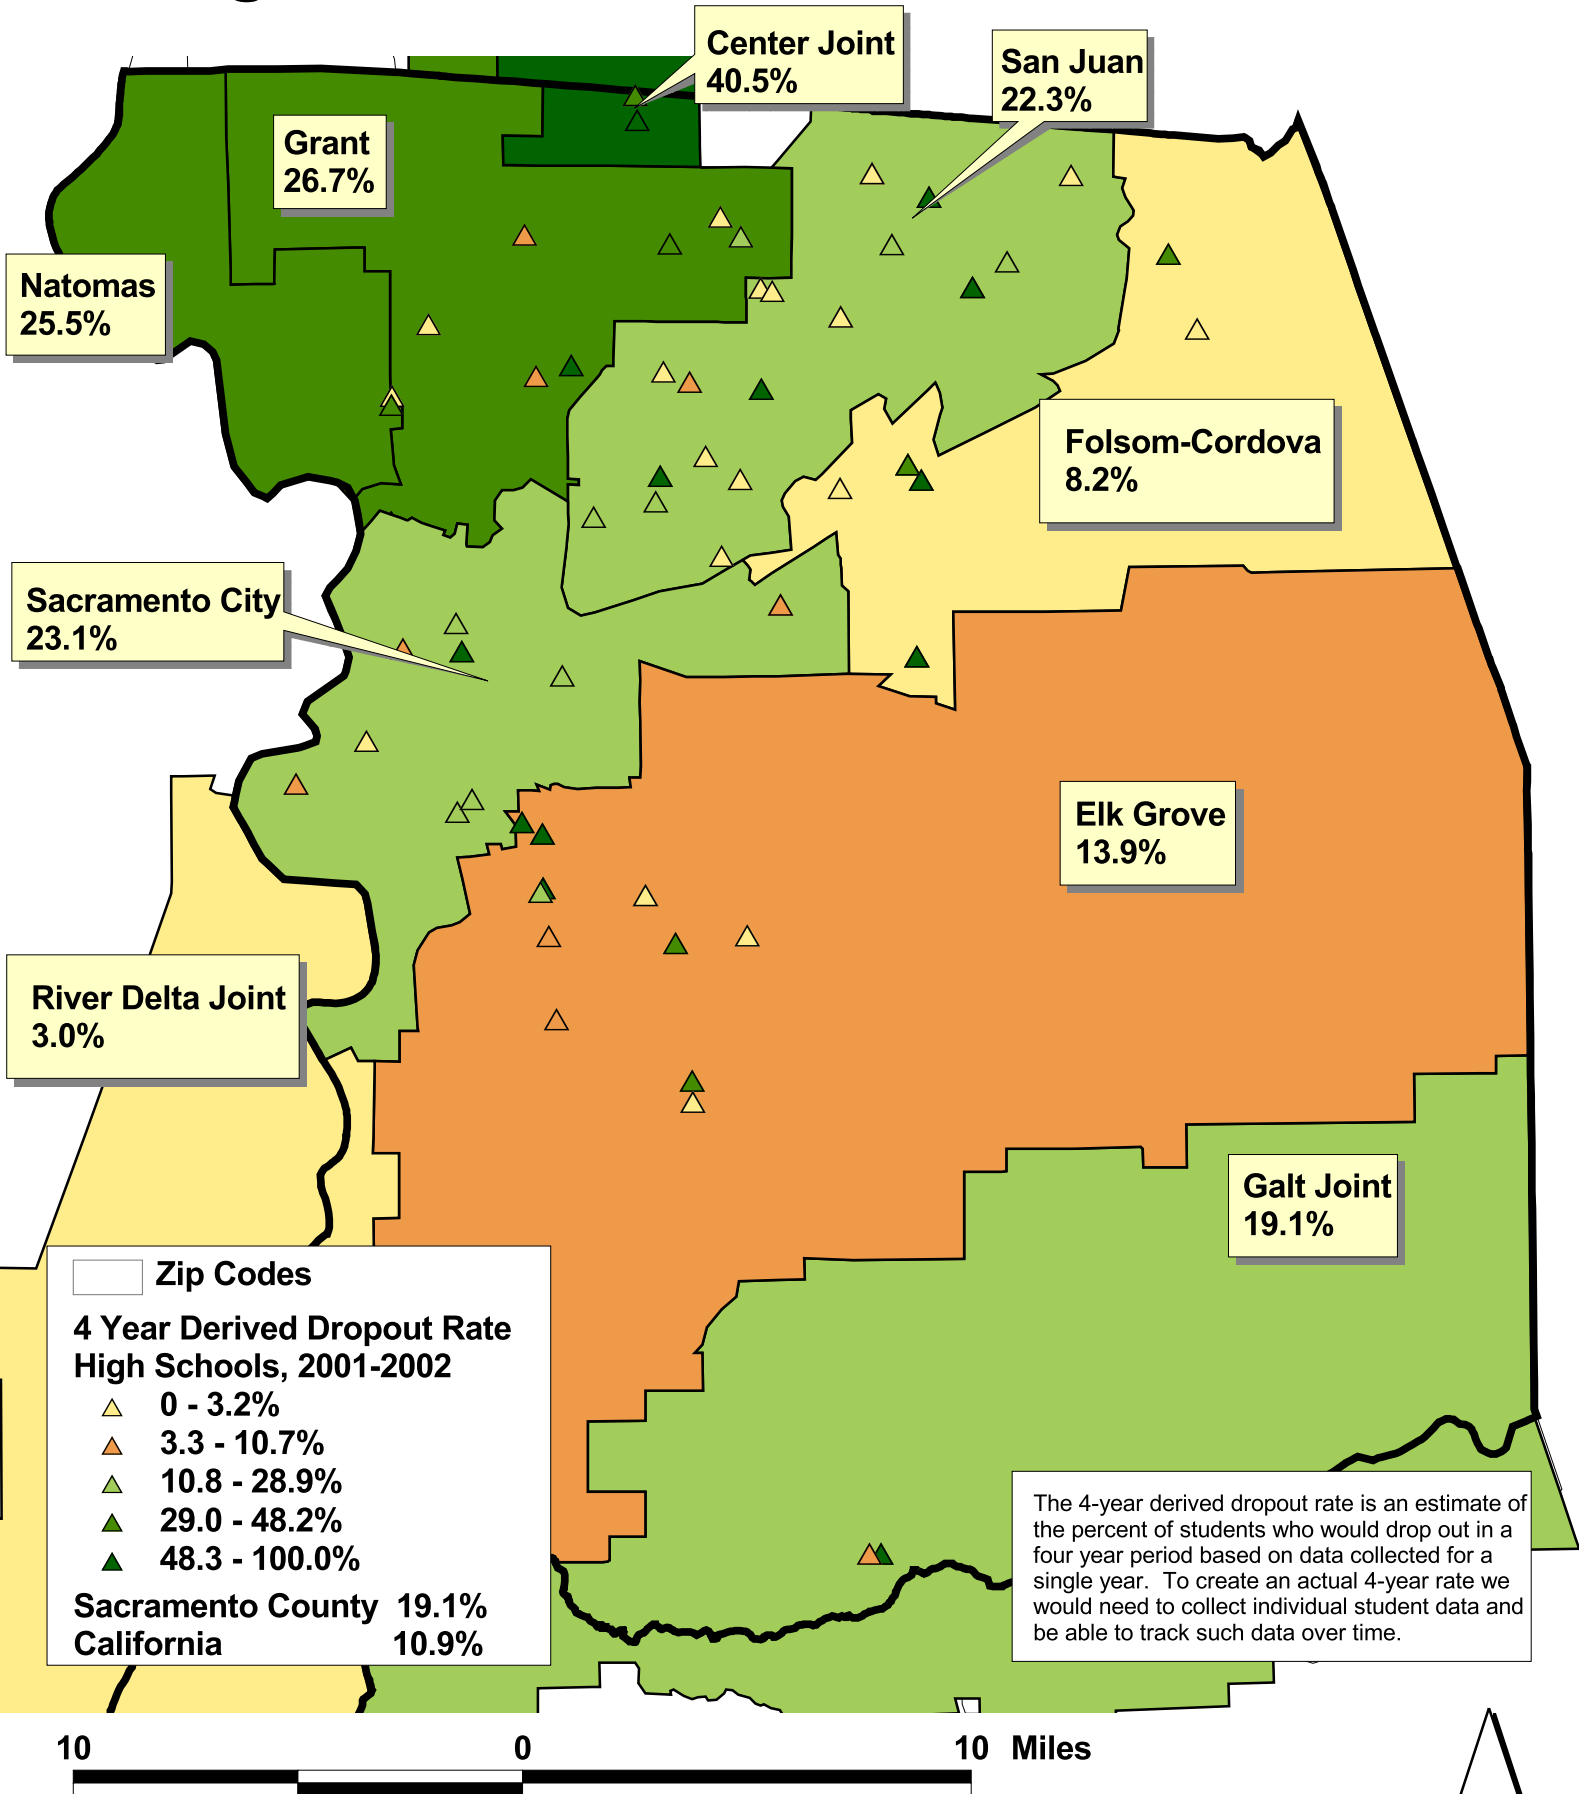 Center Joint
40.5%
San Juan
22.3%
Grant
26.7%
Natomas
25.5%
Folsom-Cordova
8.2%
Sacramento City
23.1%
Elk Grove
13.9%
River Delta Joint
3.0%
Galt Joint
19.1%
Zip Codes
4 Year Derived Dropout Rate
High Schools, 2001-2002
0 - 3.2%
3.3 - 10.7%
10.8 - 28.9%
29.0 - 48.2%
48.3 - 100.0%
Sacramento County 19.1%
California 10.9%
The 4-year derived dropout rate is an estimate of
the percent of students who would drop out in a
four year period based on data collected for a
single year. To create an actual 4-year rate we
would need to collect individual student data and
be able to track such data over time.
10 0 10 Miles